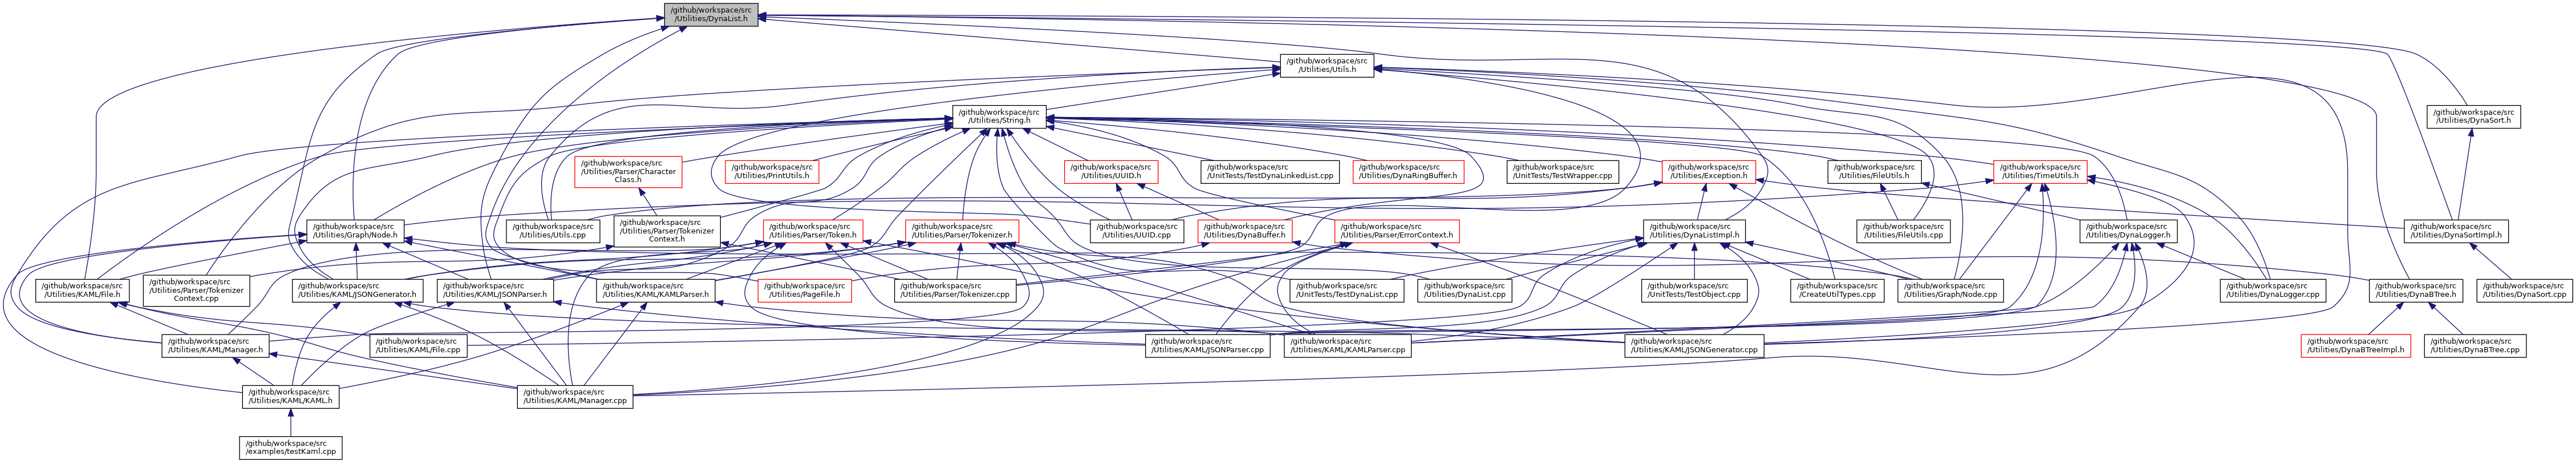 /github/workspace/src
/Utilities/DynaList.h
/github/workspace/src
/Utilities/Utils.h
/github/workspace/src
/Utilities/String.h
/github/workspace/src
/Utilities/DynaSort.h
/github/workspace/src
/Utilities/Parser/Character
Class.h
/github/workspace/src
/Utilities/PrintUtils.h
/github/workspace/src
/Utilities/UUID.h
/github/workspace/src
/UnitTests/TestDynaLinkedList.cpp
/github/workspace/src
/Utilities/DynaRingBuffer.h
/github/workspace/src
/UnitTests/TestWrapper.cpp
/github/workspace/src
/Utilities/Exception.h
/github/workspace/src
/Utilities/FileUtils.h
/github/workspace/src
/Utilities/TimeUtils.h
/github/workspace/src
/Utilities/Graph/Node.h
/github/workspace/src
/Utilities/Utils.cpp
/github/workspace/src
/Utilities/Parser/Tokenizer
Context.h
/github/workspace/src
/Utilities/Parser/Token.h
/github/workspace/src
/Utilities/Parser/Tokenizer.h
/github/workspace/src
/Utilities/UUID.cpp
/github/workspace/src
/Utilities/DynaBuffer.h
/github/workspace/src
/Utilities/Parser/ErrorContext.h
/github/workspace/src
/Utilities/DynaListImpl.h
/github/workspace/src
/Utilities/FileUtils.cpp
/github/workspace/src
/Utilities/DynaLogger.h
/github/workspace/src
/Utilities/DynaSortImpl.h
/github/workspace/src
/Utilities/KAML/File.h
/github/workspace/src
/Utilities/Parser/Tokenizer
Context.cpp
/github/workspace/src
/Utilities/KAML/JSONGenerator.h
/github/workspace/src
/Utilities/KAML/JSONParser.h
/github/workspace/src
/Utilities/KAML/KAMLParser.h
/github/workspace/src
/Utilities/PageFile.h
/github/workspace/src
/Utilities/Parser/Tokenizer.cpp
/github/workspace/src
/UnitTests/TestDynaList.cpp
/github/workspace/src
/Utilities/DynaList.cpp
/github/workspace/src
/UnitTests/TestObject.cpp
/github/workspace/src
/CreateUtilTypes.cpp
/github/workspace/src
/Utilities/Graph/Node.cpp
/github/workspace/src
/Utilities/DynaLogger.cpp
/github/workspace/src
/Utilities/DynaBTree.h
/github/workspace/src
/Utilities/DynaSort.cpp
/github/workspace/src
/Utilities/KAML/Manager.h
/github/workspace/src
/Utilities/KAML/File.cpp
/github/workspace/src
/Utilities/KAML/JSONParser.cpp
/github/workspace/src
/Utilities/KAML/KAMLParser.cpp
/github/workspace/src
/Utilities/KAML/JSONGenerator.cpp
/github/workspace/src
/Utilities/DynaBTreeImpl.h
/github/workspace/src
/Utilities/DynaBTree.cpp
/github/workspace/src
/Utilities/KAML/KAML.h
/github/workspace/src
/Utilities/KAML/Manager.cpp
/github/workspace/src
/examples/testKaml.cpp